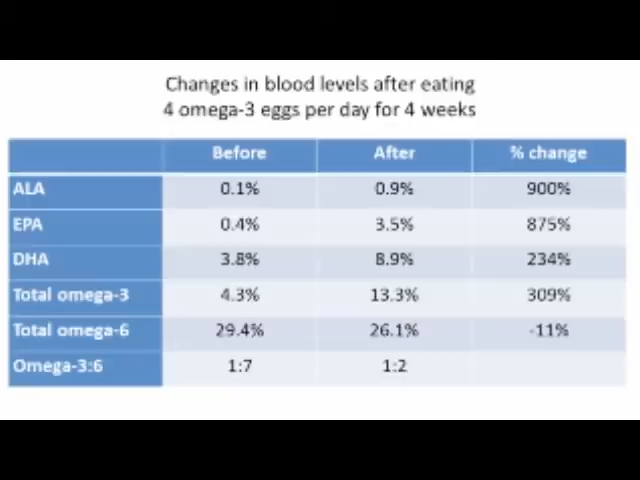 Changes in blood levels after eating
4 omega-3 eggs per day for 4 weeks
Before After % change
ALA 0.1% 0.9% 900%
EPA 0.4% 3.5% 875%
DHA 3.8% 8.9% 234%
Total omega-3 4.3% 13.3% 309%
Total omega-6 29.4% 26.1% -11%
Omega-3:6 1:7 1:2